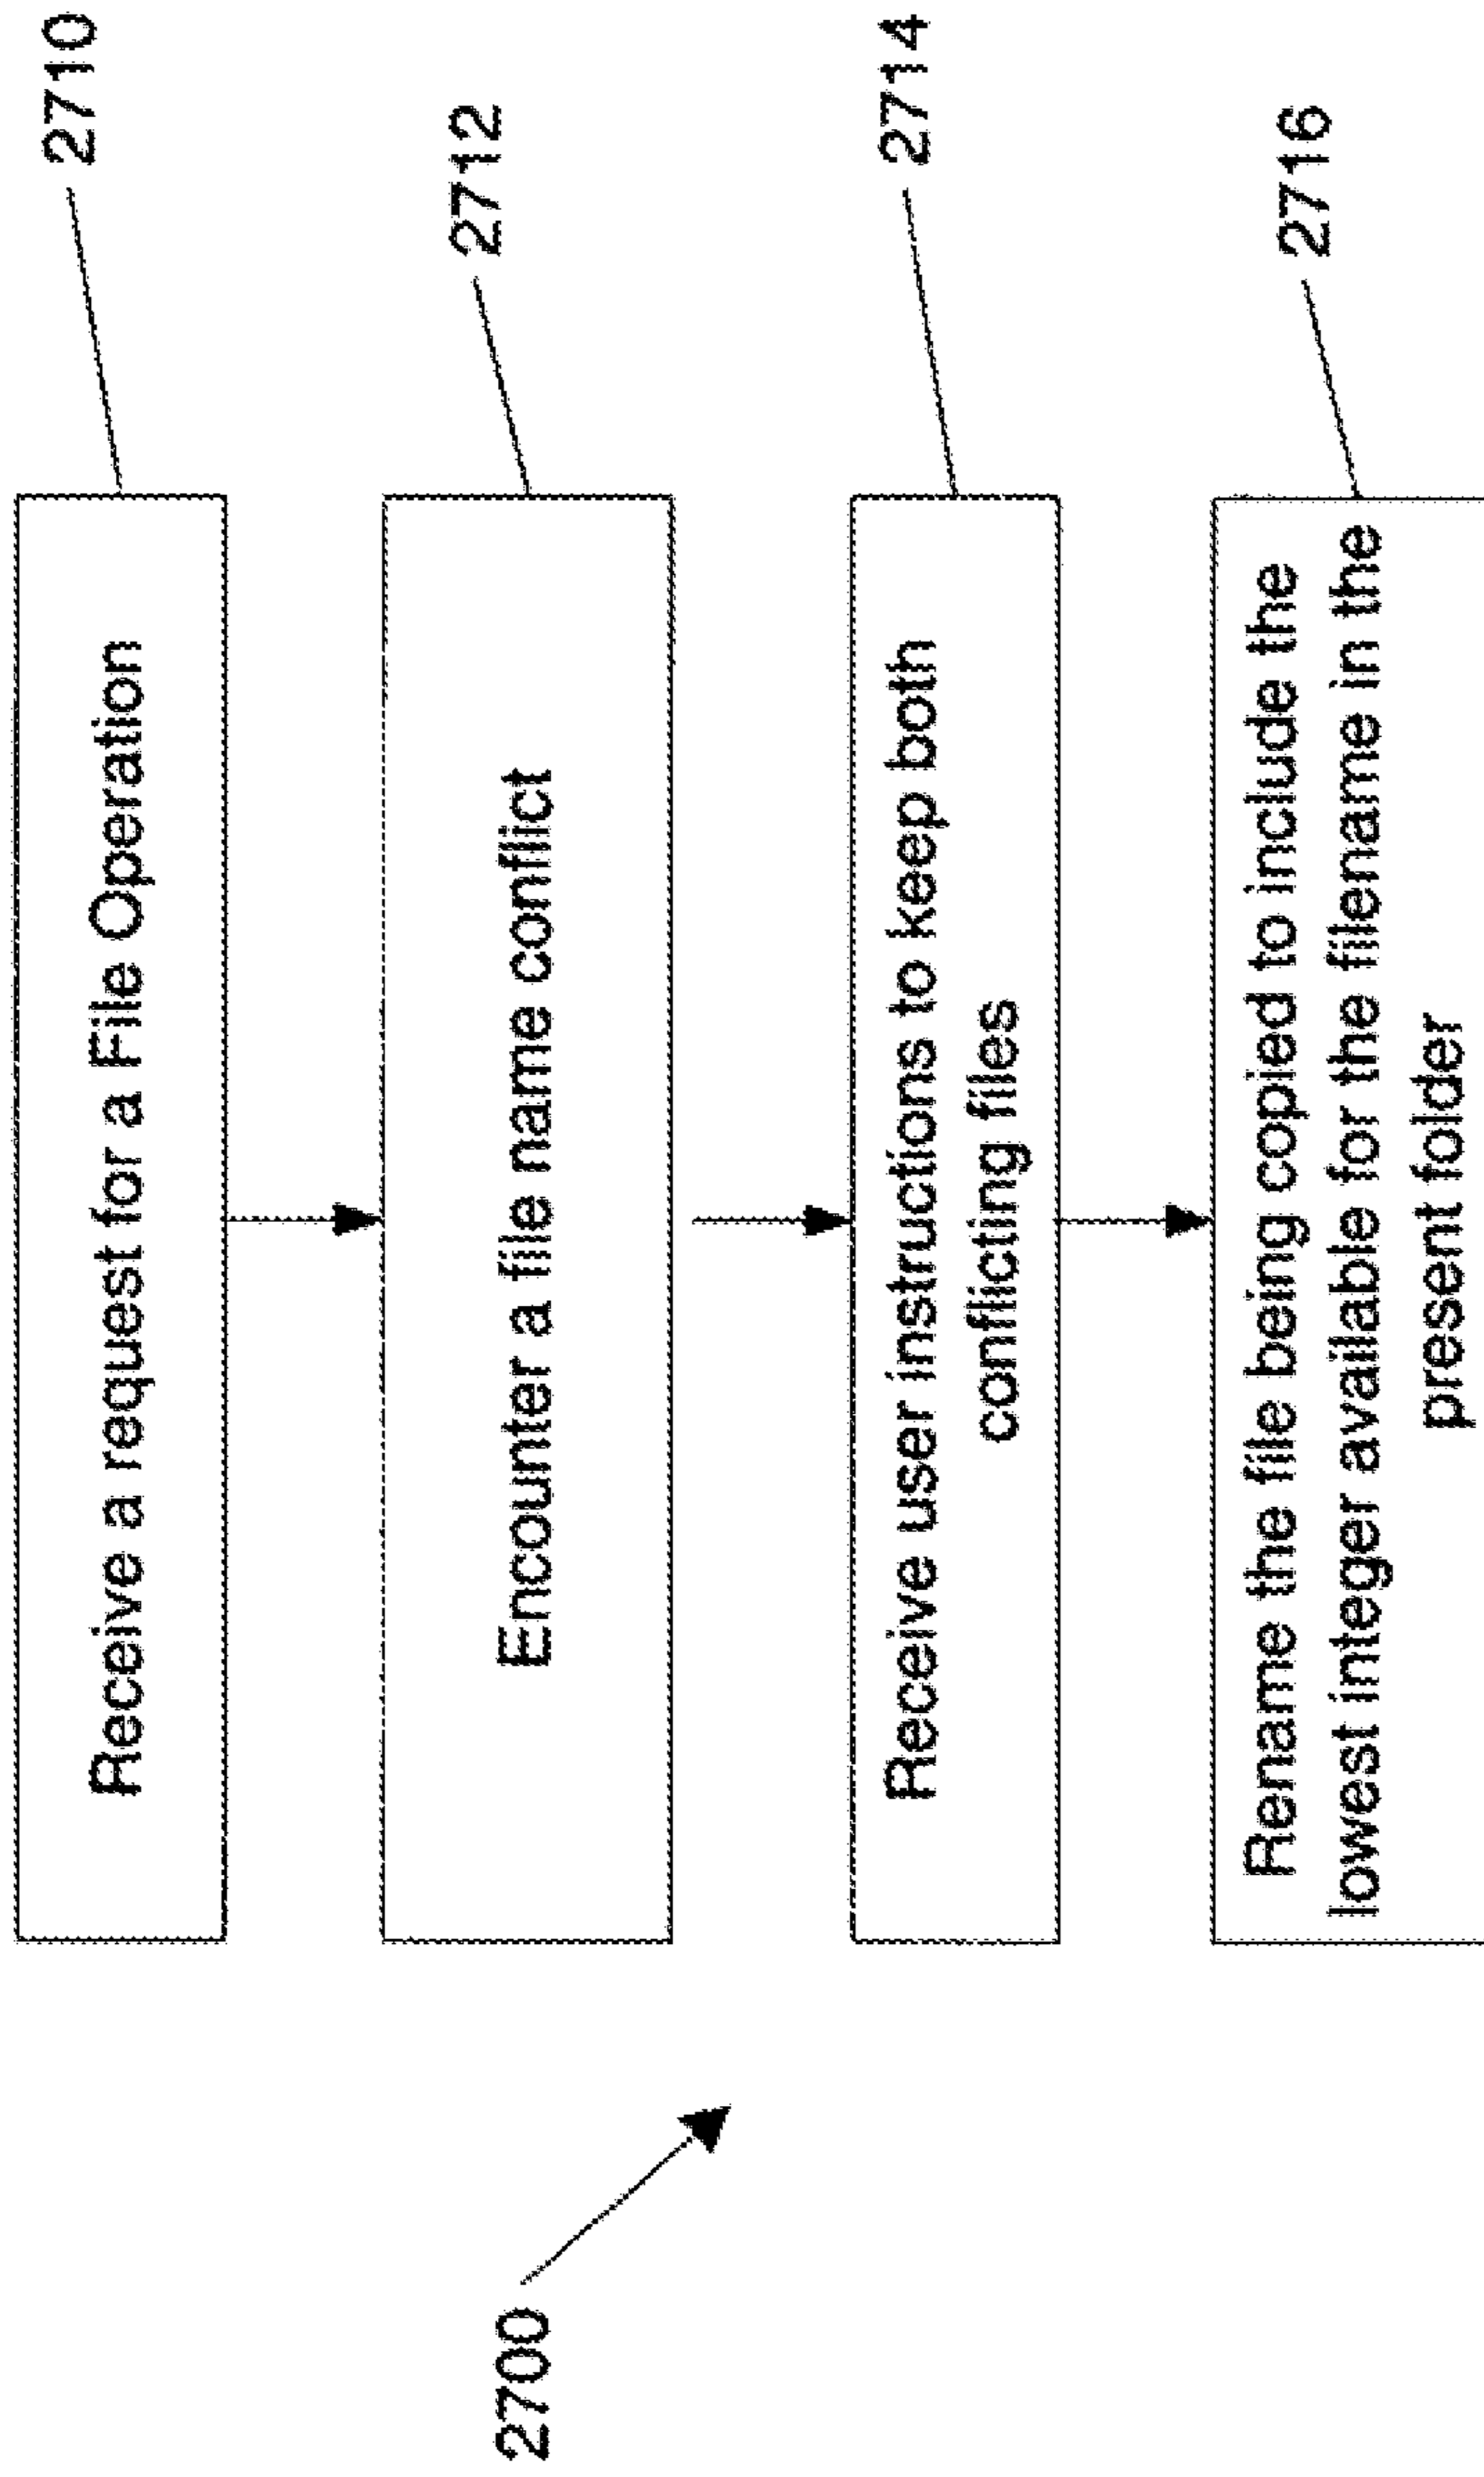 2700
Receive a request for a File Operation
2710
Encounter a file name conflict
2712
Receive user instructions to keep both
conflicting files
2714
Rename the file being copied to include the
lowest integer available for the filename in the
present folder
2716